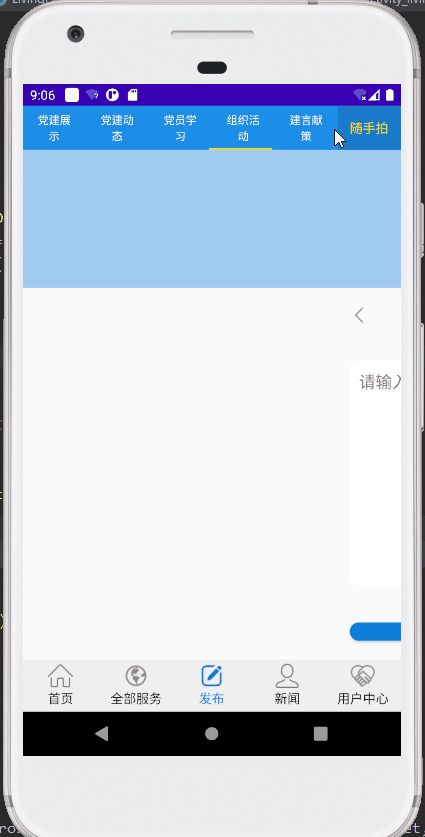 9:06
党建展
示
党建动
态
党员学
习
组织活
动
建言献
策
随手拍
请输入
首页
全部服务
发布
新闻
用户中心